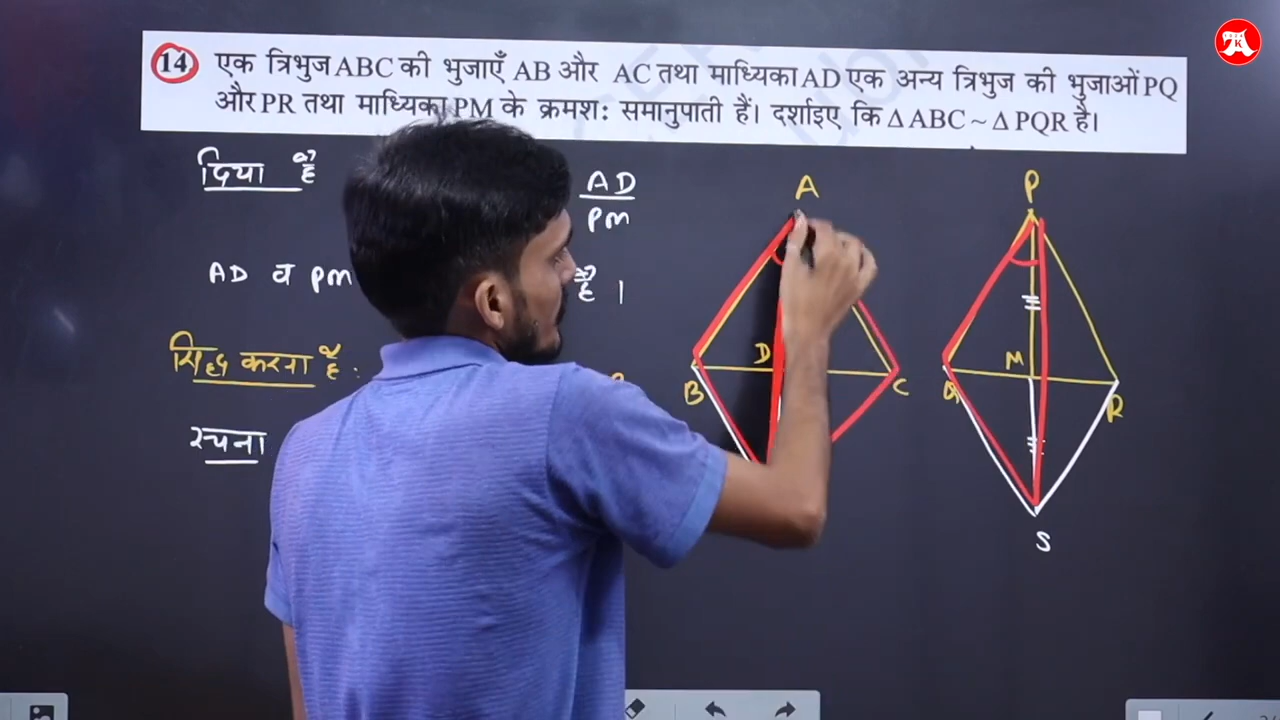 14 एक त्रिभुज ABC की भुजाएँ AB और AC तथा माध्यिका AD एक अन्य त्रिभुज की भुजाओं PQ
और PR तथा माध्यिका PM के क्रमश: समानुपाती हैं। दर्शाइए कि Δ ABC ~ Δ PQR है।
दिया है
AD
PM
AD व PM
है ।
सिद्ध करना है :
रचना
A
B
D
C
P
Q
M
R
S
K